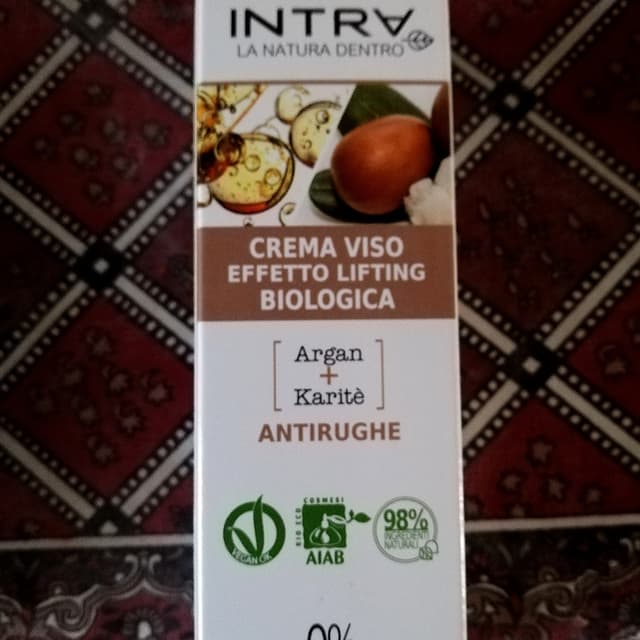 INTRA
LA NATURA DENTRO
CREMA VISO
EFFETTO LIFTING
BIOLOGICA
Argan
+
Karitè
ANTIRUGHE
VEGAN OK
COSMESI
BIO ECO
AIAB
98%
INGREDIENTI
NATURALI
0%